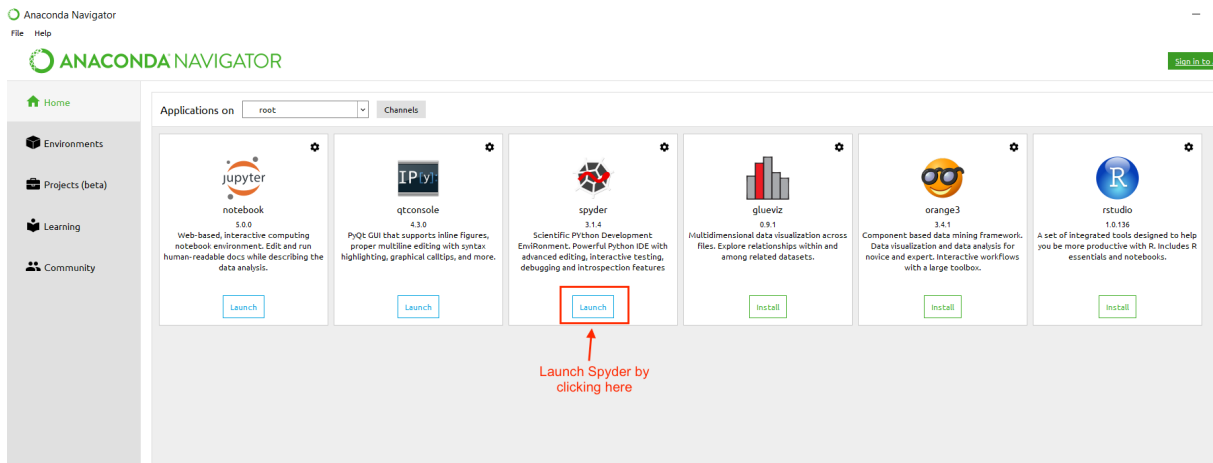 Anaconda Navigator
File Help
ANACONDA NAVIGATOR
Sign in to
Home
Environments
Projects (beta)
Learning
Community
Applications on root Channels
jupyter
notebook
5.0.0
Web-based, interactive computing
notebook environment. Edit and run
human-readable docs while describing the
data analysis.
Launch
IP[y]:
qtconsole
4.3.0
PyQt GUI that supports inline figures,
proper multiline editing with syntax
highlighting, graphical calltips, and more.
Launch
spyder
3.1.4
Scientific PYthon Development
EnviRonment. Powerful Python IDE with
advanced editing, interactive testing,
debugging and introspection features
Launch
glueviz
0.9.1
Multidimensional data visualization across
files. Explore relationships within and
among related datasets.
Install
orange3
3.4.1
Component based data mining framework.
Data visualization and data analysis for
novice and expert. Interactive workflows
with a large toolbox.
Install
R
rstudio
1.0.136
A set of integrated tools designed to help
you be more productive with R. Includes R
essentials and notebooks.
Install
Launch Spyder by
clicking here